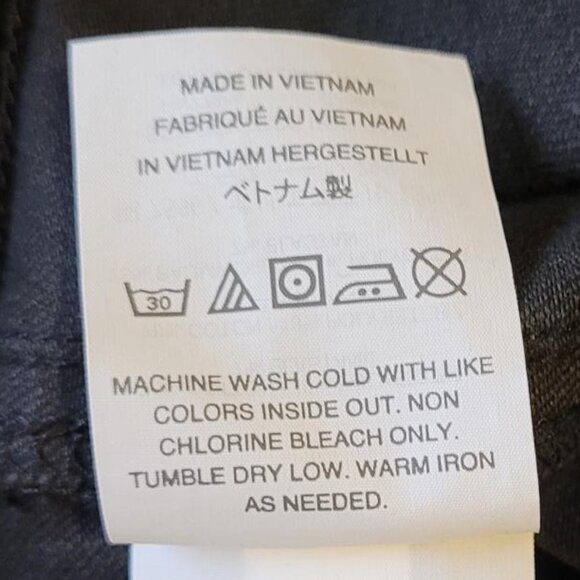 MADE IN VIETNAM
FABRIQUÉ AU VIETNAM
IN VIETNAM HERGESTELLT
ベトナム製
30
MACHINE WASH COLD WITH LIKE
COLORS INSIDE OUT. NON
CHLORINE BLEACH ONLY.
TUMBLE DRY LOW. WARM IRON
AS NEEDED.